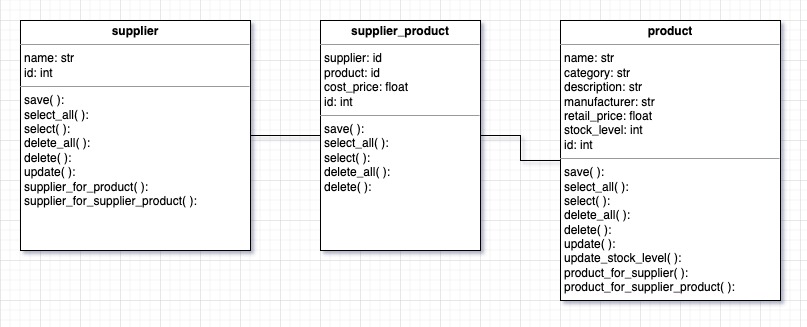 supplier
name: str
id: int
save( ):
select_all( ):
select( ):
delete_all( ):
delete( ):
update( ):
supplier_for_product( ):
supplier_for_supplier_product( ):
supplier_product
supplier: id
product: id
cost_price: float
id: int
save( ):
select_all( ):
select( ):
delete_all( ):
delete( ):
product
name: str
category: str
description: str
manufacturer: str
retail_price: float
stock_level: int
id: int
save( ):
select_all( ):
select( ):
delete_all( ):
delete( ):
update( ):
update_stock_level( ):
product_for_supplier( ):
product_for_supplier_product( ):